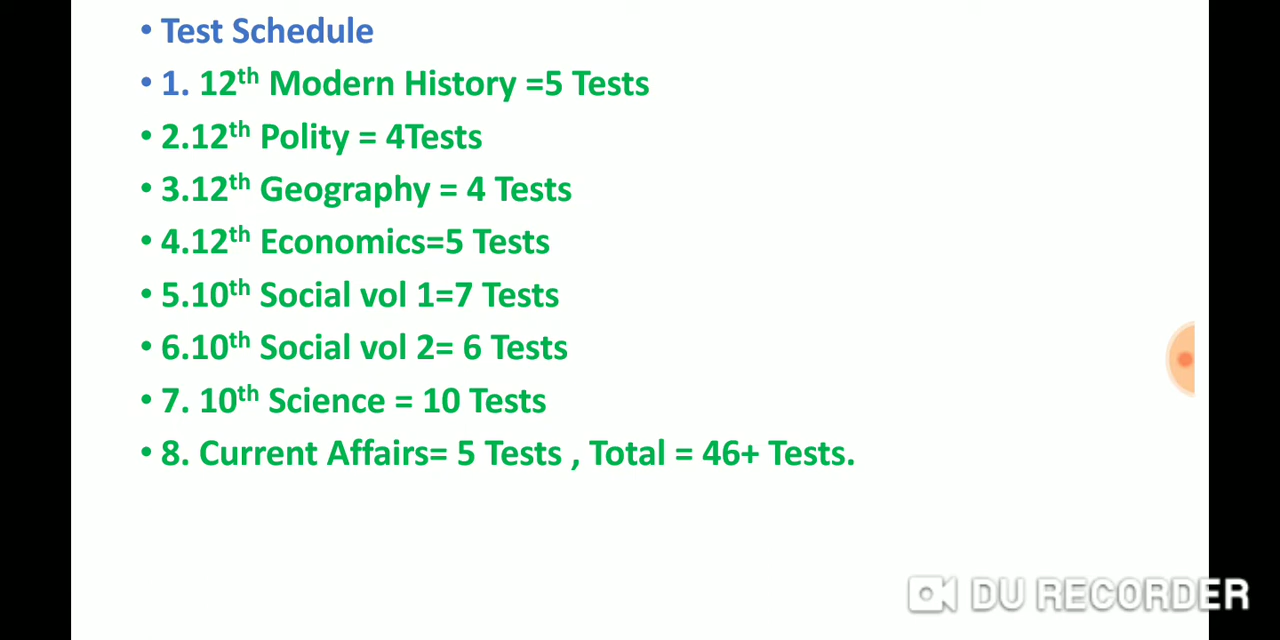 • Test Schedule
• 1. 12th Modern History =5 Tests
• 2.12th Polity = 4Tests
• 3.12th Geography = 4 Tests
• 4.12th Economics=5 Tests
• 5.10th Social vol 1=7 Tests
• 6.10th Social vol 2= 6 Tests
• 7. 10th Science = 10 Tests
• 8. Current Affairs= 5 Tests , Total = 46+ Tests.
DU RECORDER